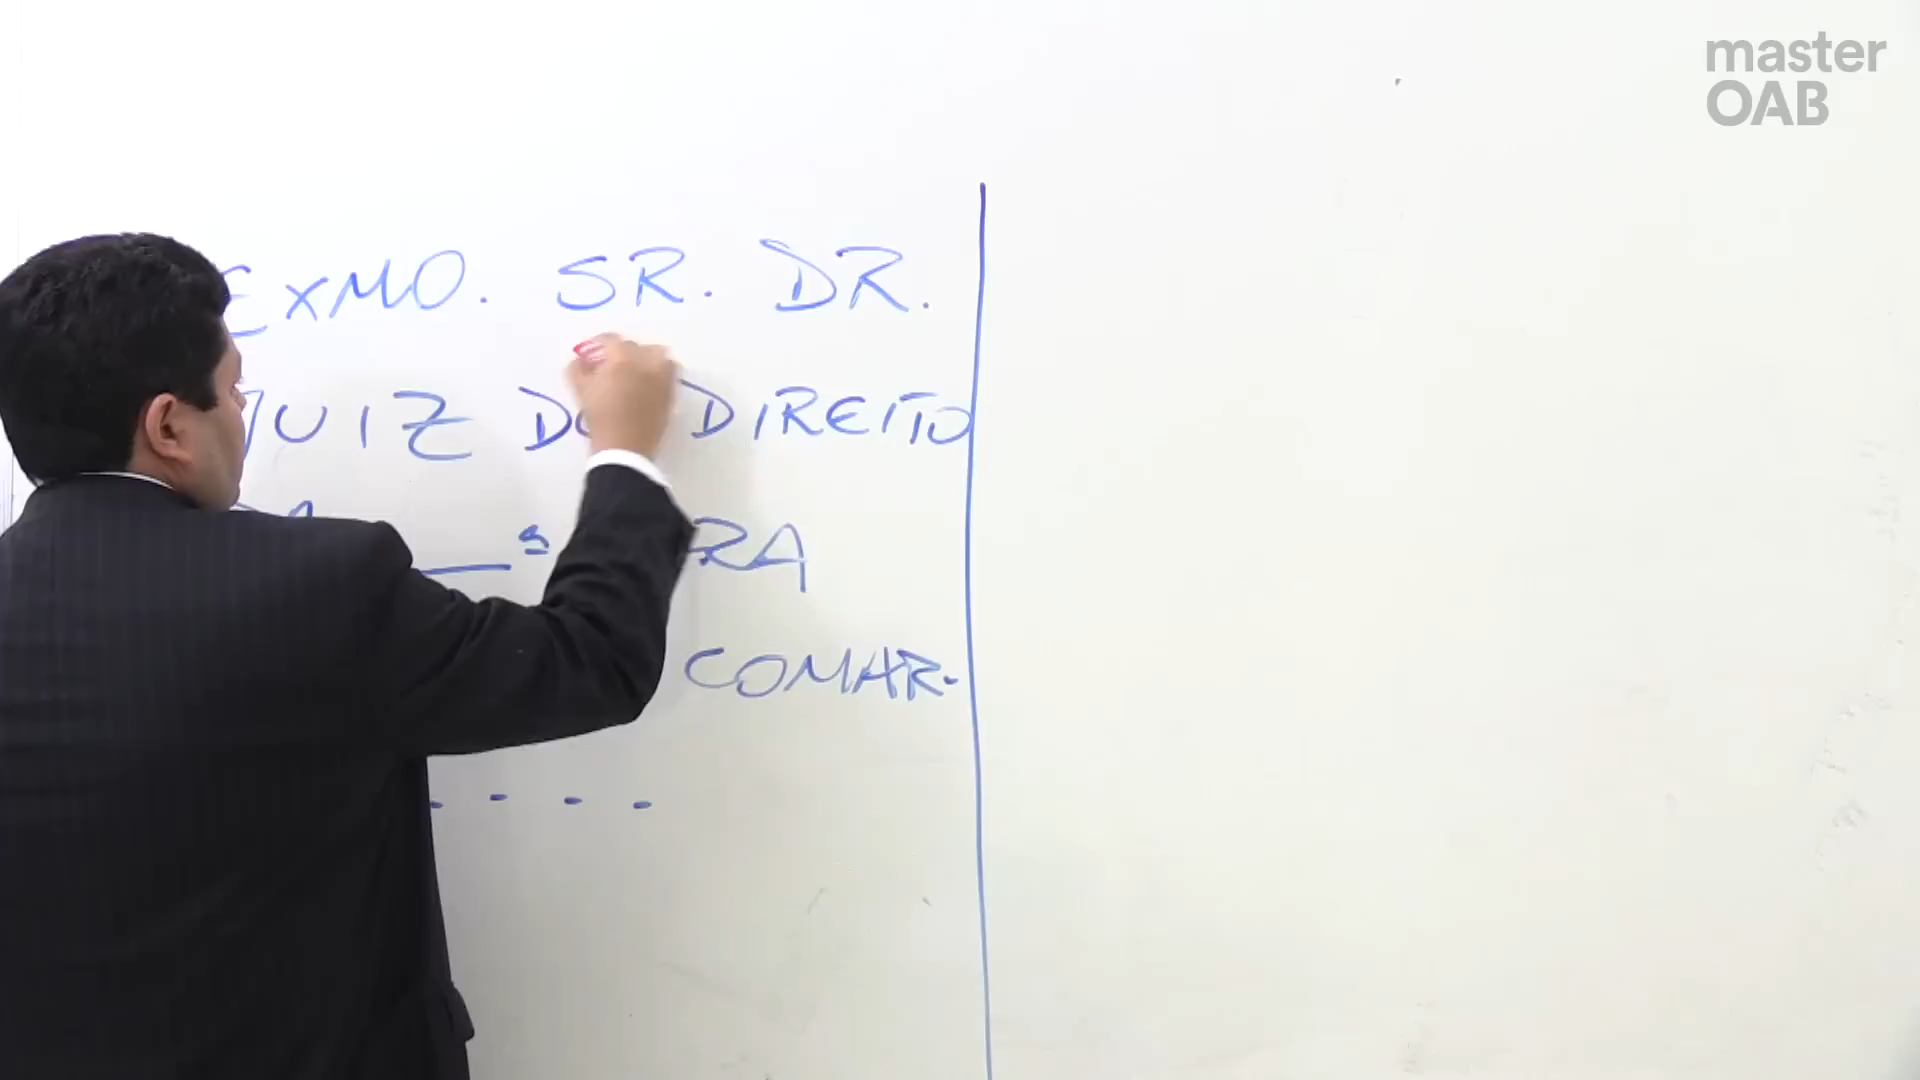 master
OAB
EXMO. SR. DR.
JUIZ DE DIREITO
COMAR-